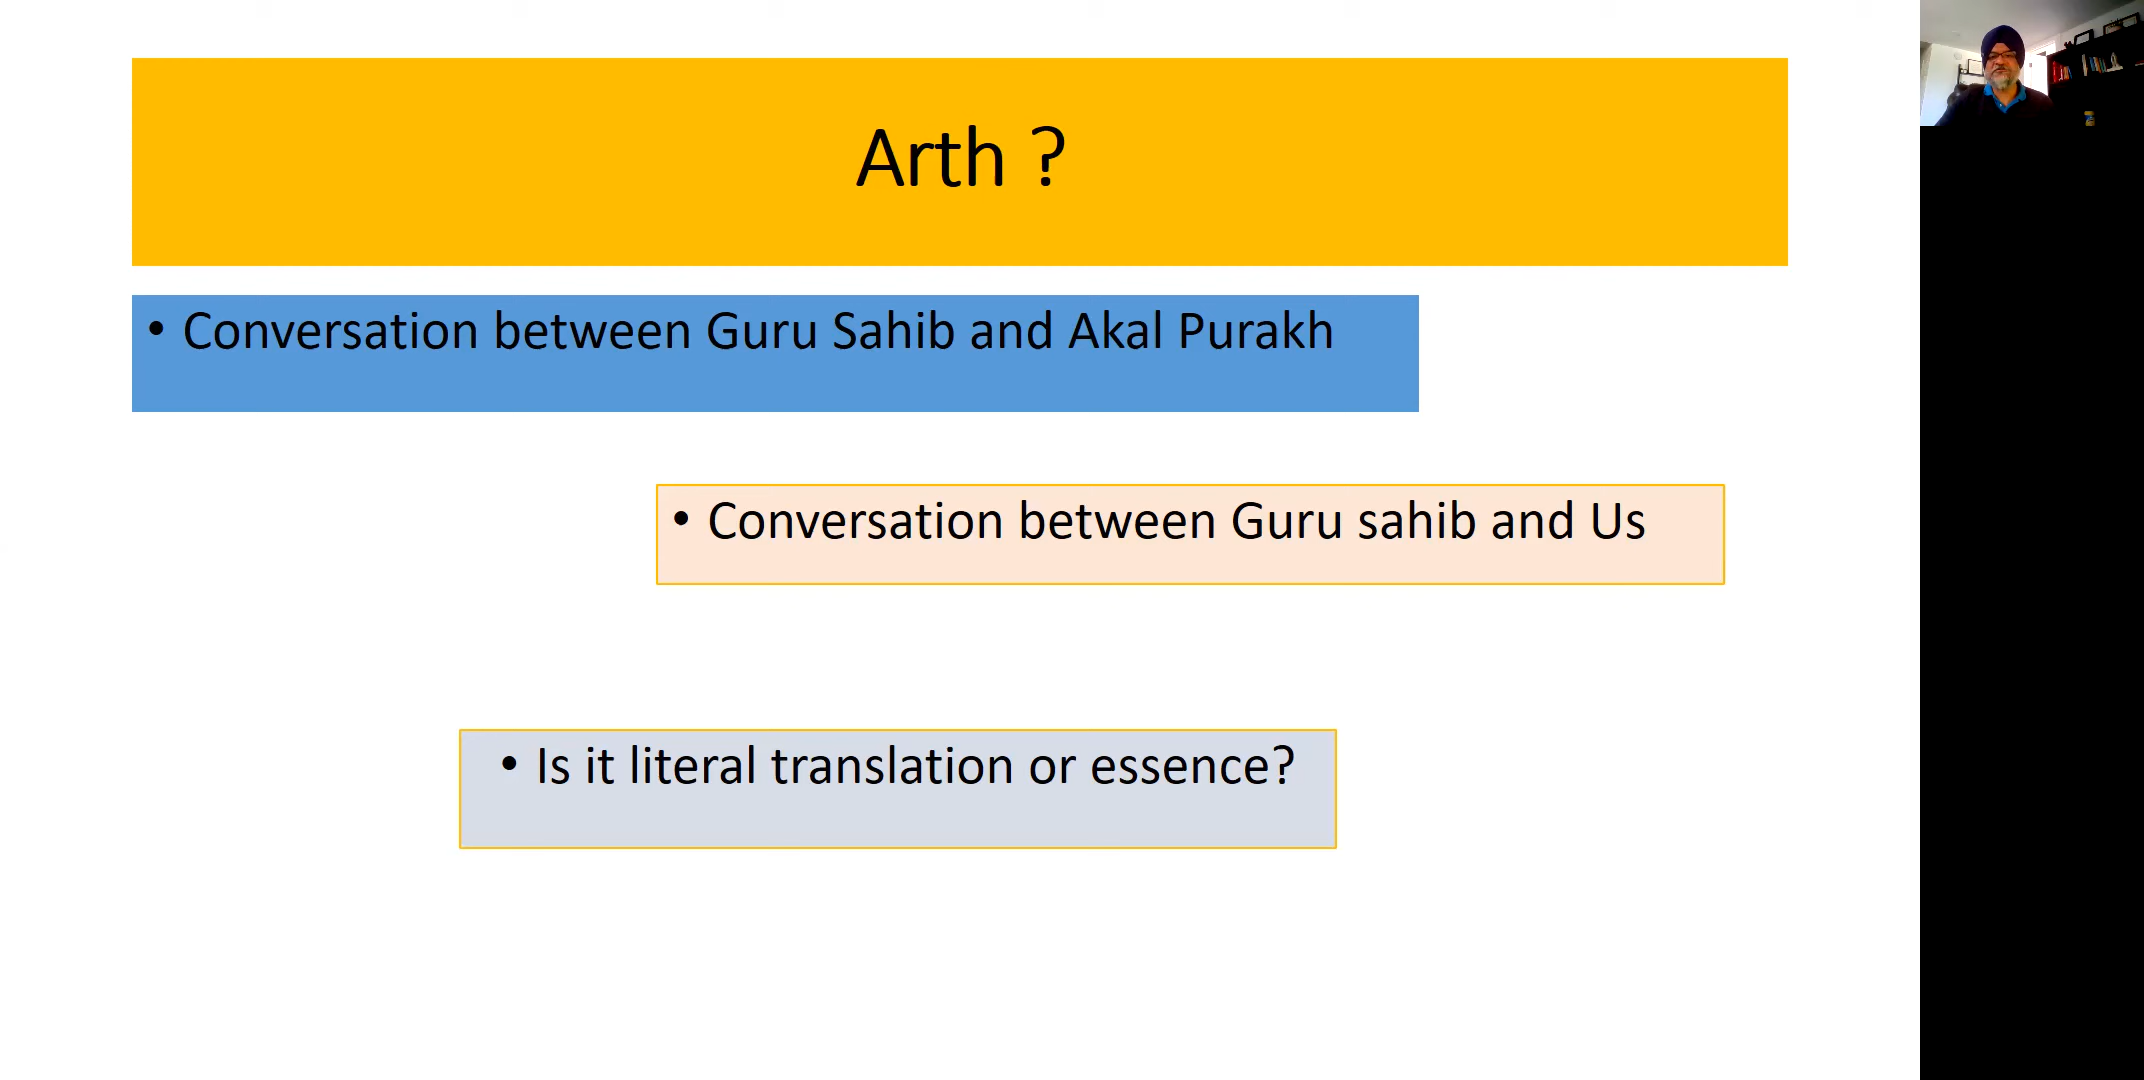 Arth ?
• Conversation between Guru Sahib and Akal Purakh
• Conversation between Guru sahib and Us
• Is it literal translation or essence?